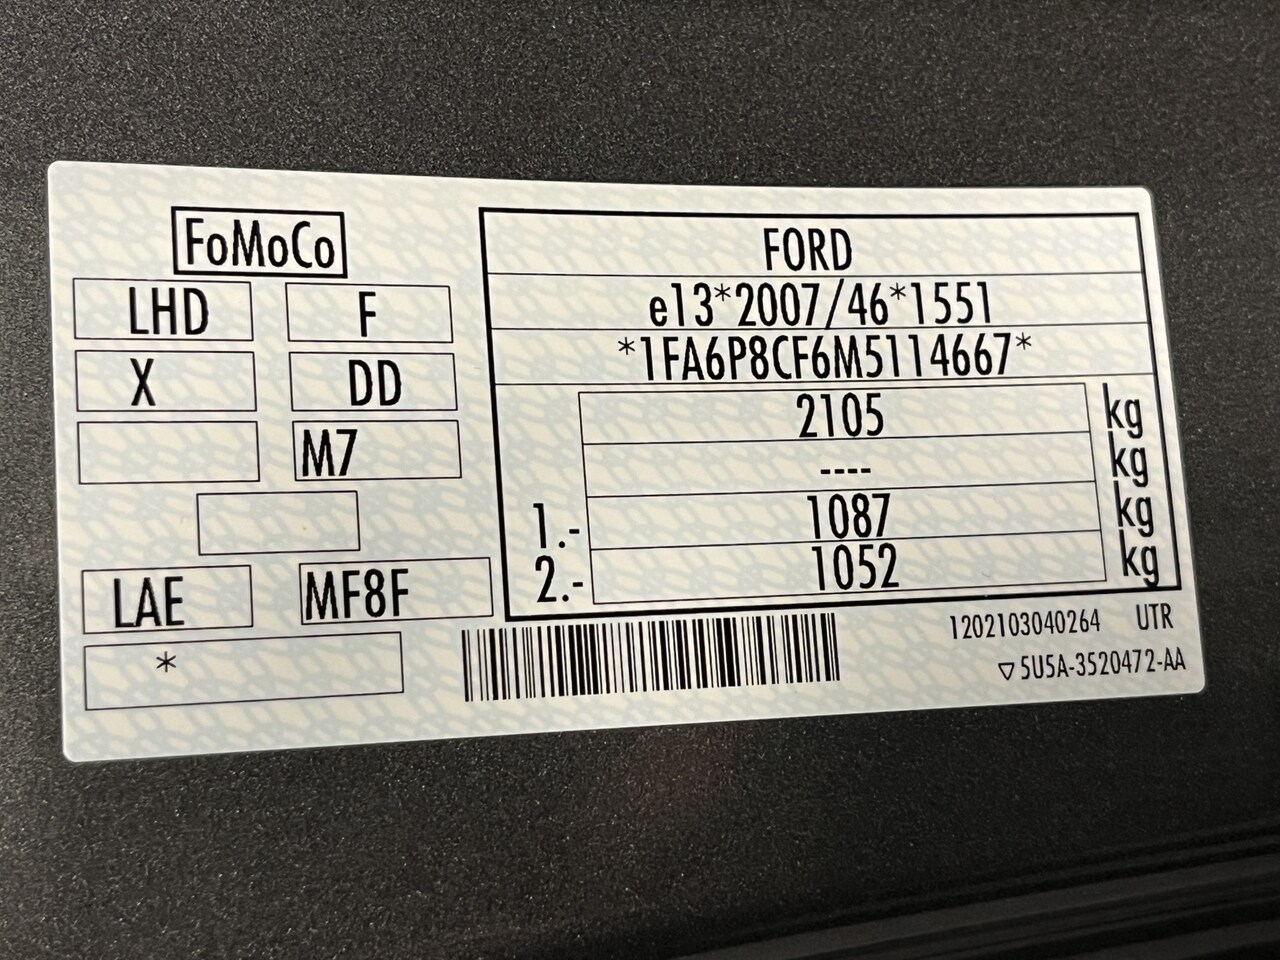 FoMoCo
LHD F
X DD
M7
LAE MF8F
*
FORD
e13*2007/46*1551
*1FA6P8CF6M5114667*
2105 kg
---- kg
1.- 1087 kg
2.- 1052 kg
1202103040264 UTR
▽5U5A-3520472-AA